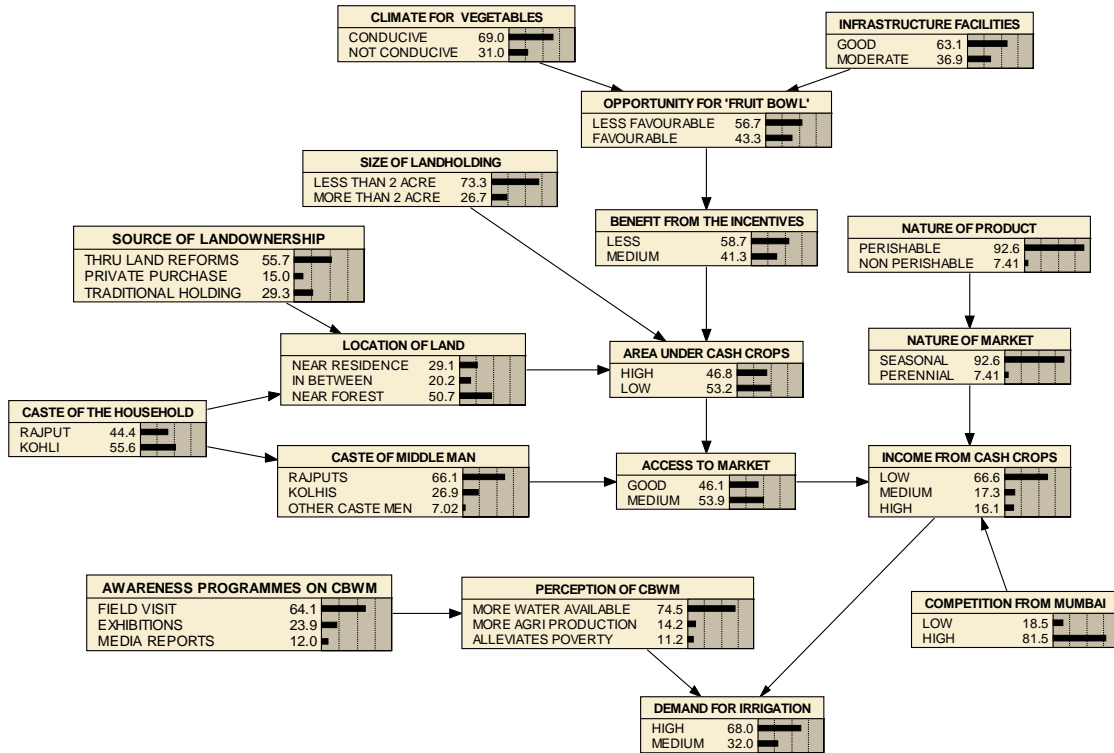 CLIMATE FOR VEGETABLES
CONDUCIVE 69.0
NOT CONDUCIVE 31.0
INFRASTRUCTURE FACILITIES
GOOD 63.1
MODERATE 36.9
OPPORTUNITY FOR 'FRUIT BOWL'
LESS FAVOURABLE 56.7
FAVOURABLE 43.3
SIZE OF LANDHOLDING
LESS THAN 2 ACRE 73.3
MORE THAN 2 ACRE 26.7
BENEFIT FROM THE INCENTIVES
LESS 58.7
MEDIUM 41.3
NATURE OF PRODUCT
PERISHABLE 92.6
NON PERISHABLE 7.41
SOURCE OF LANDOWNERSHIP
THRU LAND REFORMS 55.7
PRIVATE PURCHASE 15.0
TRADITIONAL HOLDING 29.3
LOCATION OF LAND
NEAR RESIDENCE 29.1
IN BETWEEN 20.2
NEAR FOREST 50.7
AREA UNDER CASH CROPS
HIGH 46.8
LOW 53.2
NATURE OF MARKET
SEASONAL 92.6
PERENNIAL 7.41
CASTE OF THE HOUSEHOLD
RAJPUT 44.4
KOHLI 55.6
CASTE OF MIDDLE MAN
RAJPUTS 66.1
KOLHIS 26.9
OTHER CASTE MEN 7.02
ACCESS TO MARKET
GOOD 46.1
MEDIUM 53.9
INCOME FROM CASH CROPS
LOW 66.6
MEDIUM 17.3
HIGH 16.1
AWARENESS PROGRAMMES ON CBWM
FIELD VISIT 64.1
EXHIBITIONS 23.9
MEDIA REPORTS 12.0
PERCEPTION OF CBWM
MORE WATER AVAILABLE 74.5
MORE AGRI PRODUCTION 14.2
ALLEVIATES POVERTY 11.2
COMPETITION FROM MUMBAI
LOW 18.5
HIGH 81.5
DEMAND FOR IRRIGATION
HIGH 68.0
MEDIUM 32.0